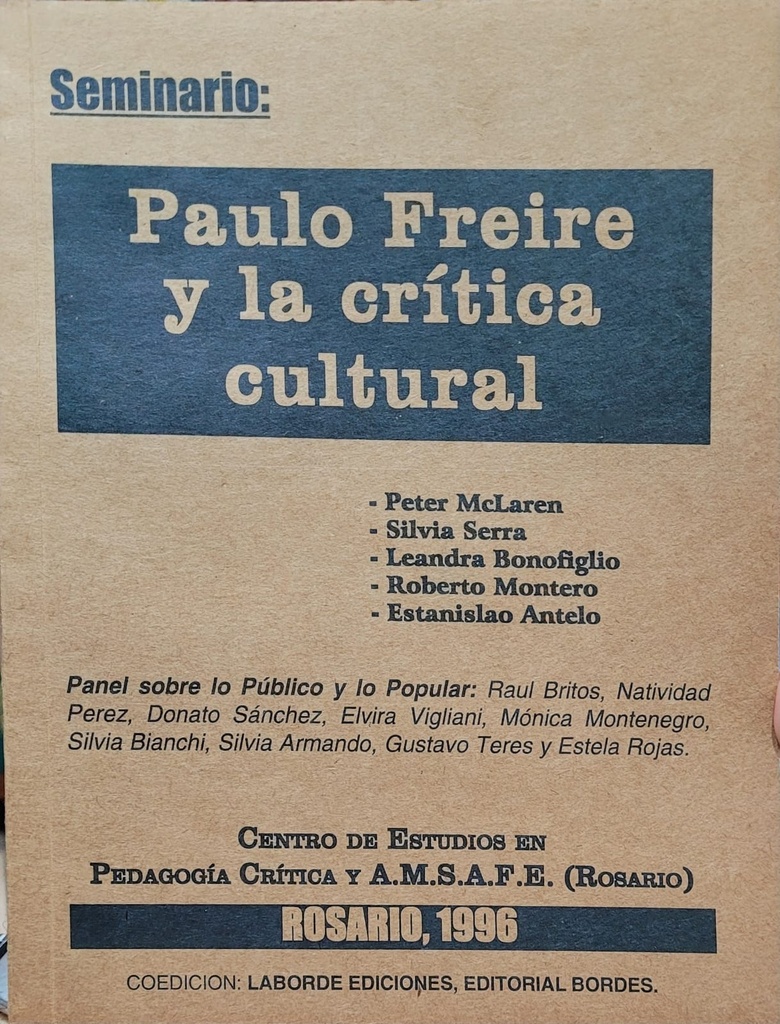 Seminario:
Paulo Freire
y la crítica
cultural
- Peter McLaren
- Silvia Serra
- Leandra Bonofiglio
- Roberto Montero
- Estanislao Antelo
Panel sobre lo Público y lo Popular: Raul Britos, Natividad
Perez, Donato Sánchez, Elvira Vigliani, Mónica Montenegro,
Silvia Bianchi, Silvia Armando, Gustavo Teres y Estela Rojas.
CENTRO DE ESTUDIOS EN
PEDAGOGÍA CRÍTICA Y A.M.S.A.F.E. (ROSARIO)
ROSARIO, 1996
COEDICION: LABORDE EDICIONES, EDITORIAL BORDES.